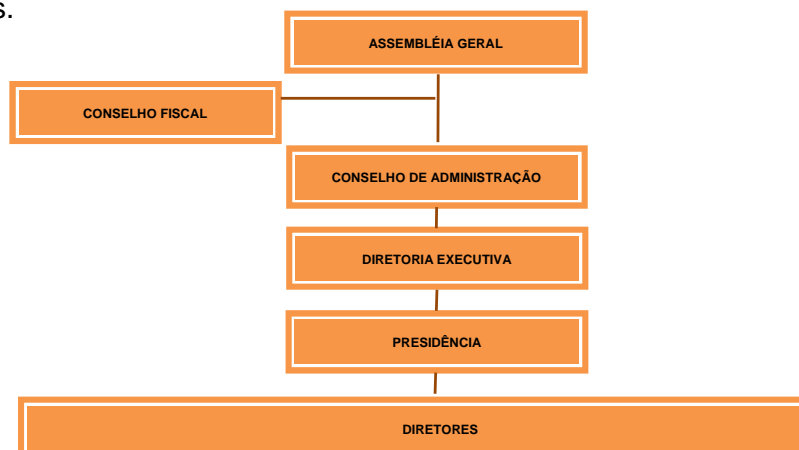 s.
ASSEMBLÉIA GERAL
CONSELHO FISCAL
CONSELHO DE ADMINISTRAÇÃO
DIRETORIA EXECUTIVA
PRESIDÊNCIA
DIRETORES